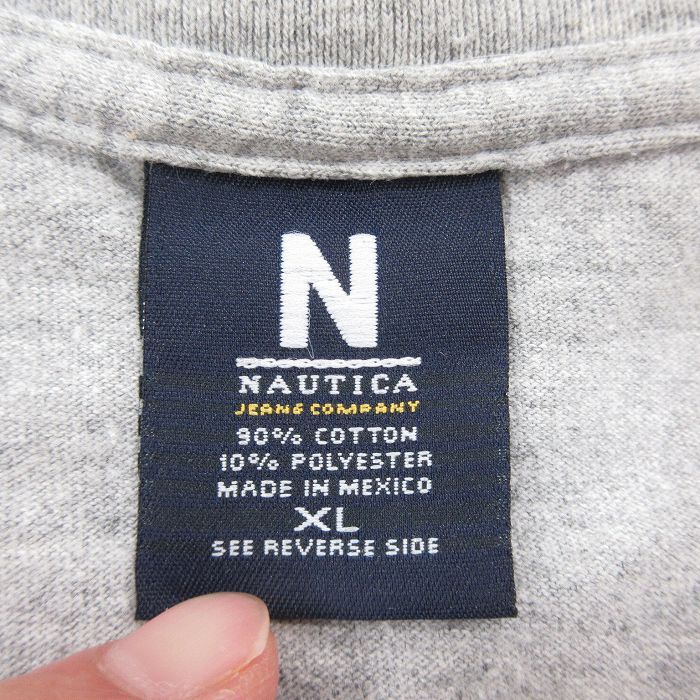 N
NAUTICA
JEANS COMPANY
90% COTTON
10% POLYESTER
MADE IN MEXICO
XL
SEE REVERSE SIDE